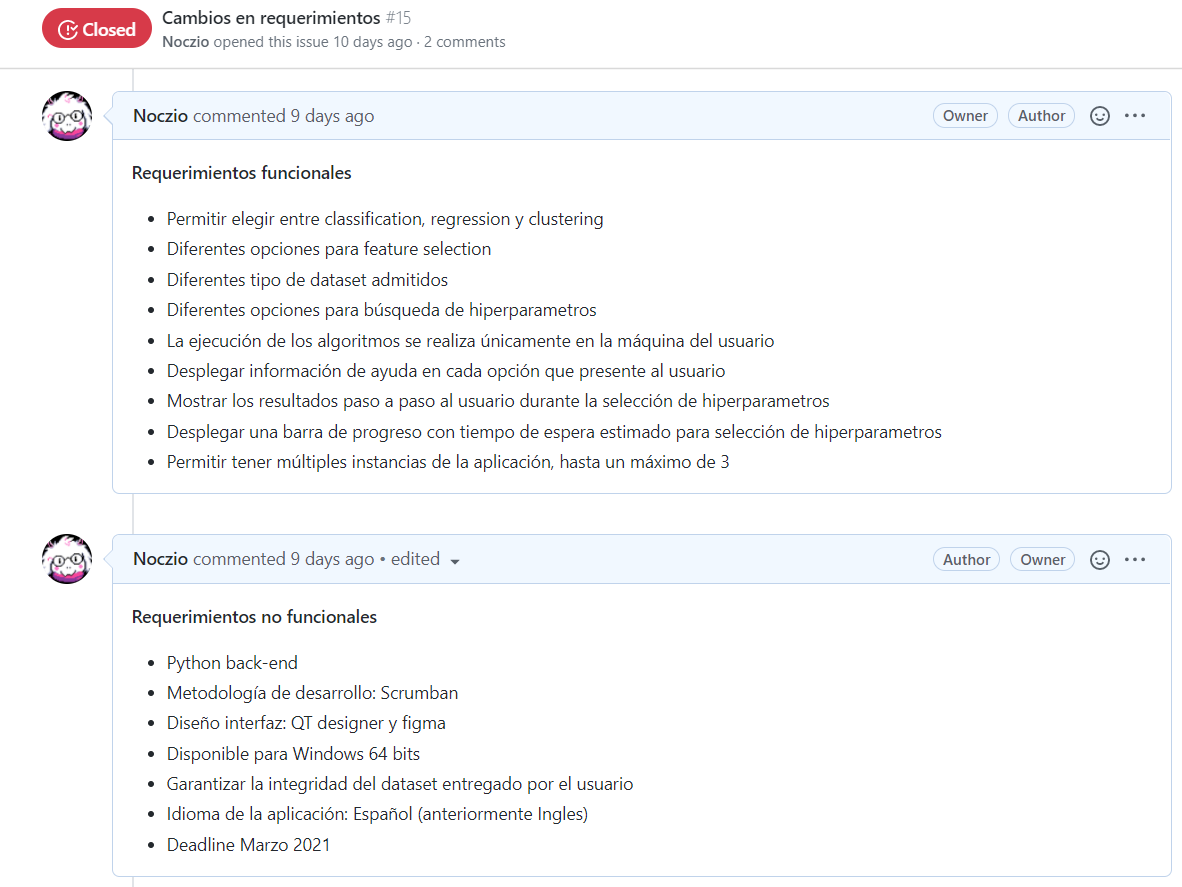 Closed
Cambios en requerimientos #15
Noczio opened this issue 10 days ago · 2 comments
Noczio commented 9 days ago
Owner
Author
Requerimientos funcionales
• Permitir elegir entre classification, regression y clustering
• Diferentes opciones para feature selection
• Diferentes tipo de dataset admitidos
• Diferentes opciones para búsqueda de hiperparametros
• La ejecución de los algoritmos se realiza únicamente en la máquina del usuario
• Desplegar información de ayuda en cada opción que presente al usuario
• Mostrar los resultados paso a paso al usuario durante la selección de hiperparametros
• Desplegar una barra de progreso con tiempo de espera estimado para selección de hiperparametros
• Permitir tener múltiples instancias de la aplicación, hasta un máximo de 3
Noczio commented 9 days ago • edited
Author
Owner
Requerimientos no funcionales
• Python back-end
• Metodología de desarrollo: Scrumban
• Diseño interfaz: QT designer y figma
• Disponible para Windows 64 bits
• Garantizar la integridad del dataset entregado por el usuario
• Idioma de la aplicación: Español (anteriormente Ingles)
• Deadline Marzo 2021